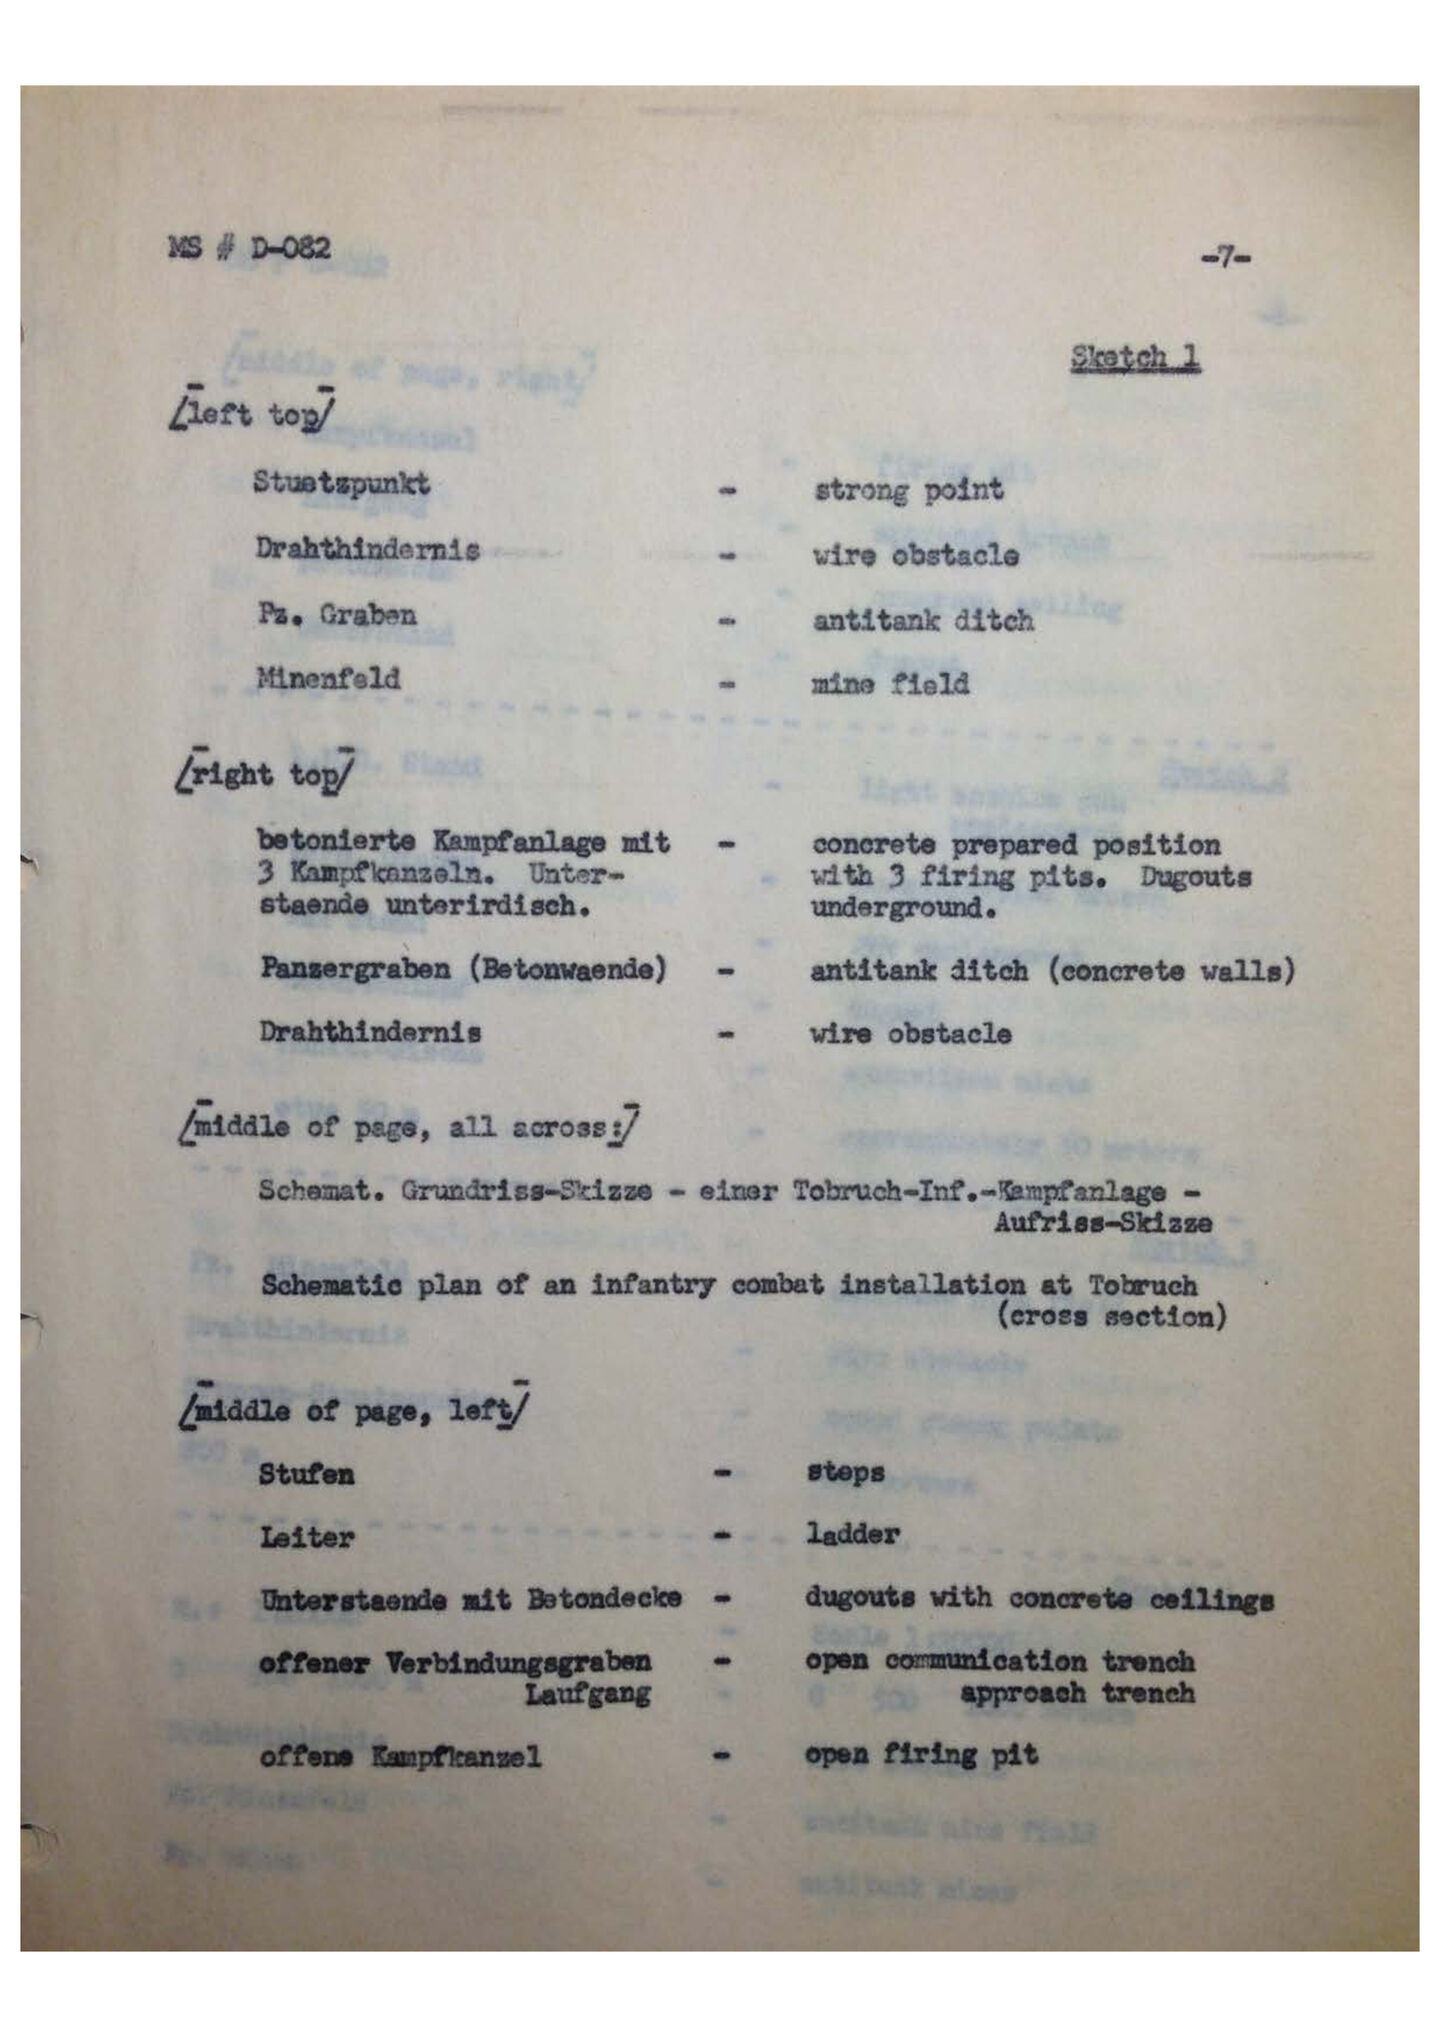 MS # D-082 -7-
Sketch 1
[left top]
Stuetzpunkt - strong point
Drahthindernis - wire obstacle
Pz. Graben - antitank ditch
Minenfeld - mine field
[right top]
betonierte Kampfanlage mit - concrete prepared position
3 Kampfkanzeln. Unter- with 3 firing pits. Dugouts
staende unterirdisch. underground.
Panzergraben (Betonwaende) - antitank ditch (concrete walls)
Drahthindernis - wire obstacle
[middle of page, all across:]
Schemat. Grundriss-Skizze - einer Tobruch-Inf.-Kampfanlage -
Aufriss-Skizze
Schematic plan of an infantry combat installation at Tobruch
(cross section)
[middle of page, left]
Stufen - steps
Leiter - ladder
Unterstaende mit Betondecke - dugouts with concrete ceilings
offener Verbindungsgraben - open communication trench
Laufgang approach trench
offene Kampfkanzel - open firing pit